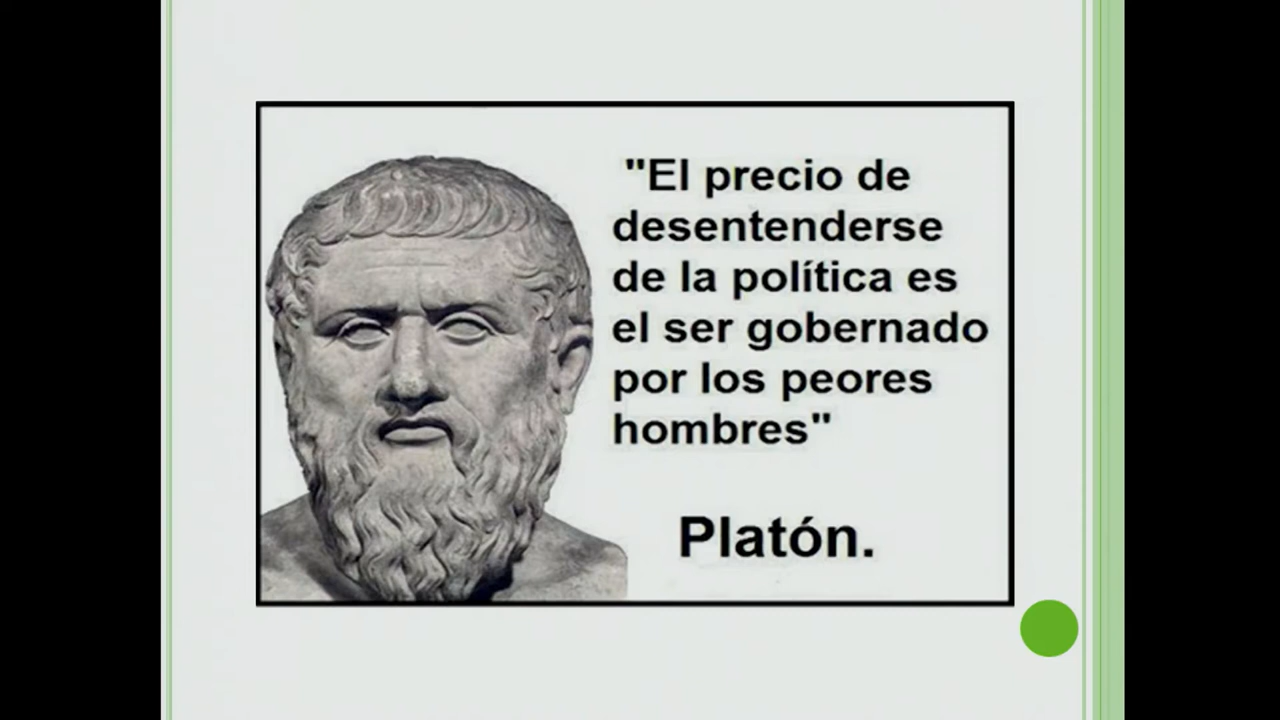 "El precio de
desentenderse
de la política es
el ser gobernado
por los peores
hombres"
Platón.